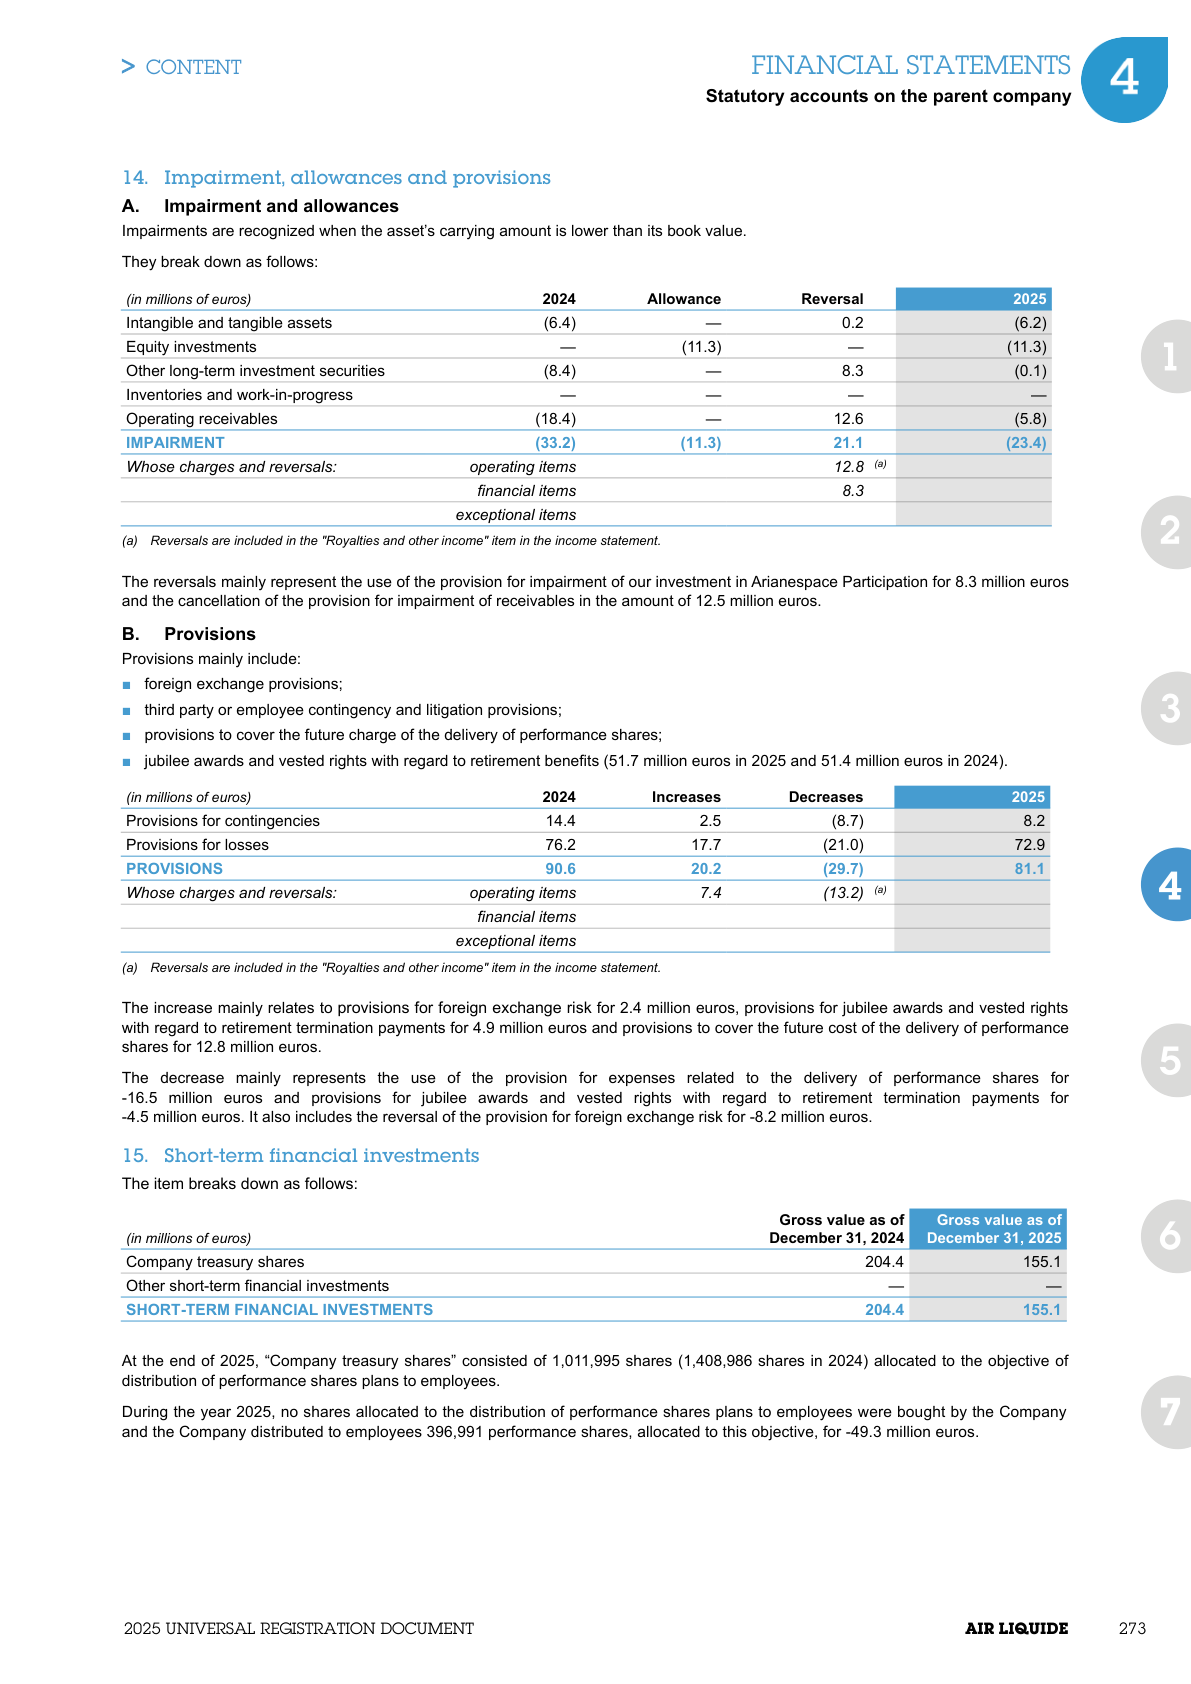 > CONTENT
FINANCIAL STATEMENTS
Statutory accounts on the parent company
4
14. Impairment, allowances and provisions
A. Impairment and allowances
Impairments are recognized when the asset’s carrying amount is lower than its book value.
They break down as follows:
(in millions of euros) 2024 Allowance Reversal 2025
Intangible and tangible assets (6.4) — 0.2 (6.2)
Equity investments — (11.3) — (11.3)
Other long-term investment securities (8.4) — 8.3 (0.1)
Inventories and work-in-progress — — — —
Operating receivables (18.4) — 12.6 (5.8)
IMPAIRMENT (33.2) (11.3) 21.1 (23.4)
Whose charges and reversals: operating items 12.8 (a)
financial items 8.3
exceptional items
(a) Reversals are included in the "Royalties and other income" item in the income statement.
The reversals mainly represent the use of the provision for impairment of our investment in Arianespace Participation for 8.3 million euros
and the cancellation of the provision for impairment of receivables in the amount of 12.5 million euros.
B. Provisions
Provisions mainly include:
■ foreign exchange provisions;
■ third party or employee contingency and litigation provisions;
■ provisions to cover the future charge of the delivery of performance shares;
■ jubilee awards and vested rights with regard to retirement benefits (51.7 million euros in 2025 and 51.4 million euros in 2024).
(in millions of euros) 2024 Increases Decreases 2025
Provisions for contingencies 14.4 2.5 (8.7) 8.2
Provisions for losses 76.2 17.7 (21.0) 72.9
PROVISIONS 90.6 20.2 (29.7) 81.1
Whose charges and reversals: operating items 7.4 (13.2) (a)
financial items
exceptional items
(a) Reversals are included in the "Royalties and other income" item in the income statement.
The increase mainly relates to provisions for foreign exchange risk for 2.4 million euros, provisions for jubilee awards and vested rights
with regard to retirement termination payments for 4.9 million euros and provisions to cover the future cost of the delivery of performance
shares for 12.8 million euros.
The decrease mainly represents the use of the provision for expenses related to the delivery of performance shares for
-16.5 million euros and provisions for jubilee awards and vested rights with regard to retirement termination payments for
-4.5 million euros. It also includes the reversal of the provision for foreign exchange risk for -8.2 million euros.
15. Short-term financial investments
The item breaks down as follows:
(in millions of euros) Gross value as of December 31, 2024 Gross value as of December 31, 2025
Company treasury shares 204.4 155.1
Other short-term financial investments — —
SHORT-TERM FINANCIAL INVESTMENTS 204.4 155.1
At the end of 2025, “Company treasury shares” consisted of 1,011,995 shares (1,408,986 shares in 2024) allocated to the objective of
distribution of performance shares plans to employees.
During the year 2025, no shares allocated to the distribution of performance shares plans to employees were bought by the Company
and the Company distributed to employees 396,991 performance shares, allocated to this objective, for -49.3 million euros.
1
2
3
4
5
6
7
2025 UNIVERSAL REGISTRATION DOCUMENT
AIR LIQUIDE 273